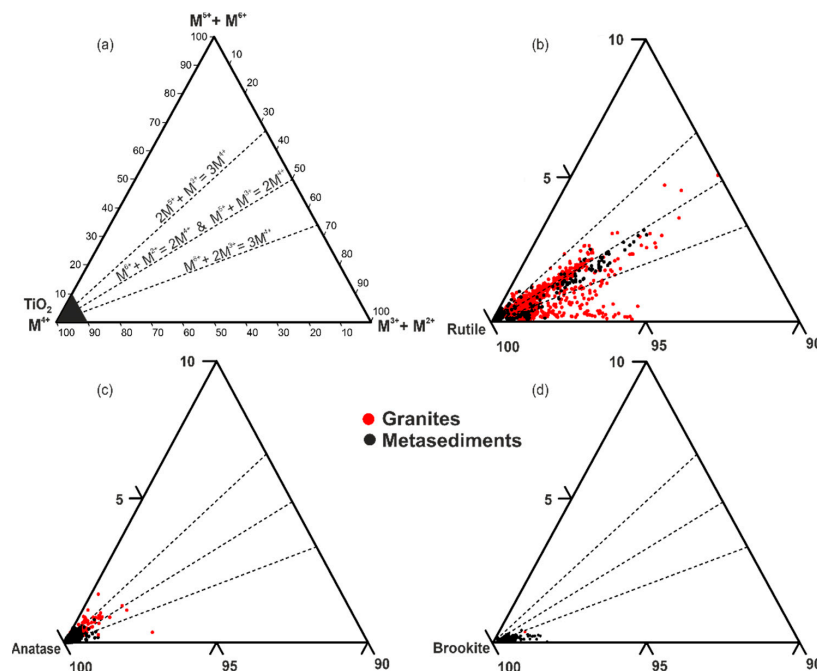 (a)
M⁵⁺ + M⁶⁺
100
90
80
70
60
50
40
30
20
10
10
20
30
40
50
60
70
80
90
100
2M⁵⁺ + M³⁺ = 3M⁴⁺
M⁶⁺ + M²⁺ = 2M⁴⁺ & M⁵⁺ + M³⁺ = 2M⁴⁺
M⁶⁺ + 2M³⁺ = 3M⁴⁺
TiO₂
M⁴⁺
M³⁺ + M²⁺
100 90 80 70 60 50 40 30 20 10
(b)
10
5
Rutile
100
95
90
(c)
10
5
Anatase
100
95
90
Granites
Metasediments
(d)
10
5
Brookite
100
95
90